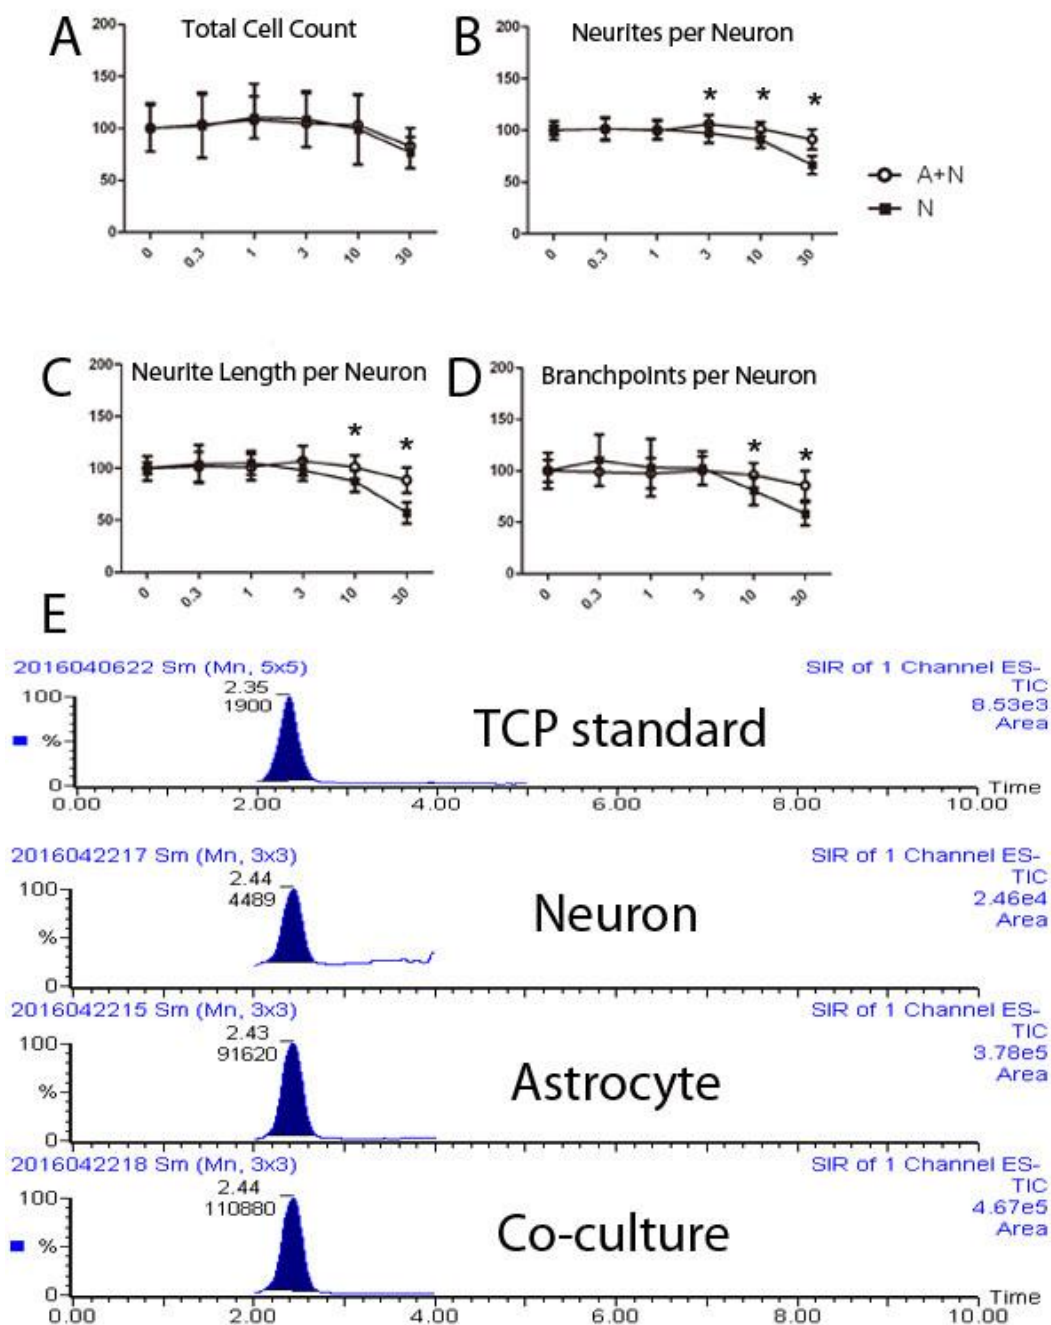 A
Total Cell Count
200
150
100
50
0
0
0.3
1
3
10
30
B
Neurites per Neuron
200
150
100
50
0
* * *
0
0.3
1
3
10
30
A+N
N
C
Neurite Length per Neuron
200
150
100
50
0
* *
0
0.3
1
3
10
30
D
Branchpoints per Neuron
200
150
100
50
0
* *
0
0.3
1
3
10
30
E
2016040622 Sm (Mn, 5x5)
SIR of 1 Channel ES-
TIC
8.53e3
Area
2.35
1900
100
%
0
TCP standard
0.00 2.00 4.00 6.00 8.00 10.00
Time
2016042217 Sm (Mn, 3x3)
SIR of 1 Channel ES-
TIC
2.46e4
Area
2.44
4489
100
%
0
Neuron
2016042215 Sm (Mn, 3x3)
SIR of 1 Channel ES-
TIC
3.78e5
Area
2.43
91620
100
%
0
Astrocyte
2016042218 Sm (Mn, 3x3)
SIR of 1 Channel ES-
TIC
4.67e5
Area
2.44
110880
100
%
0
Co-culture
Time
0.00 2.00 4.00 6.00 8.00 10.00